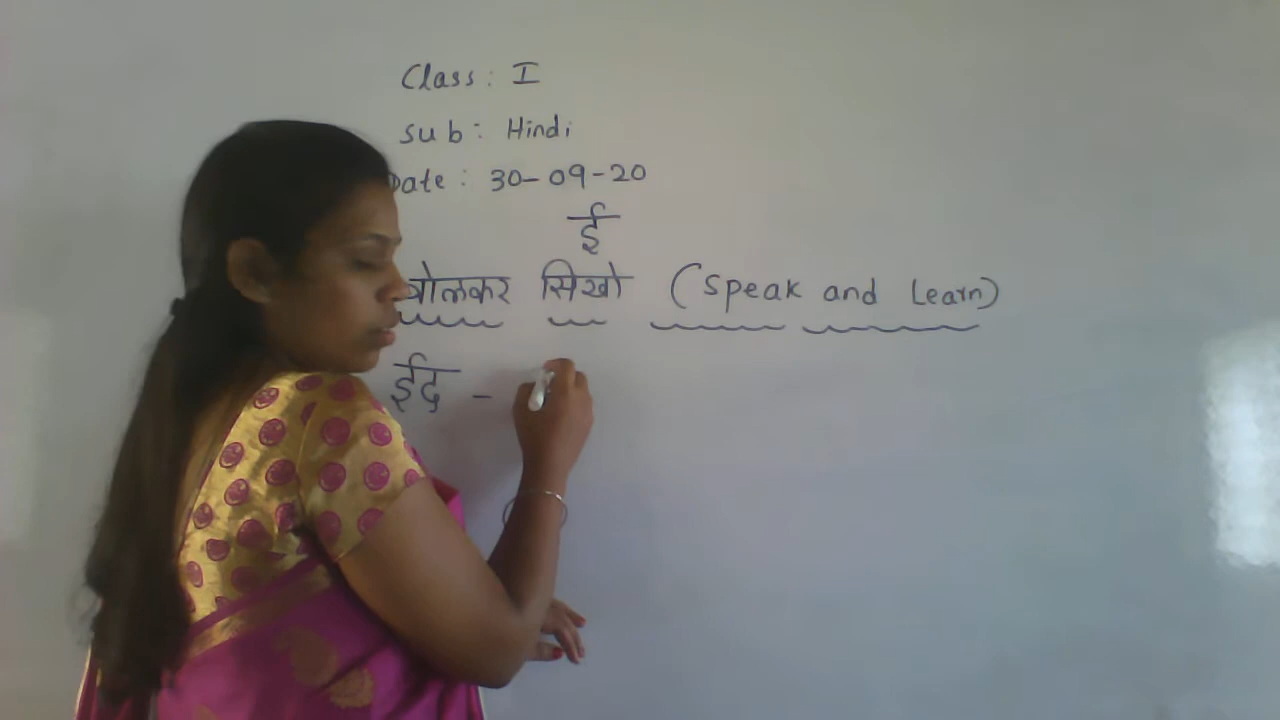 Class: I
Sub: Hindi
Date: 30-09-20
ई
बोलकर सिखो (Speak and Learn)
ईद -